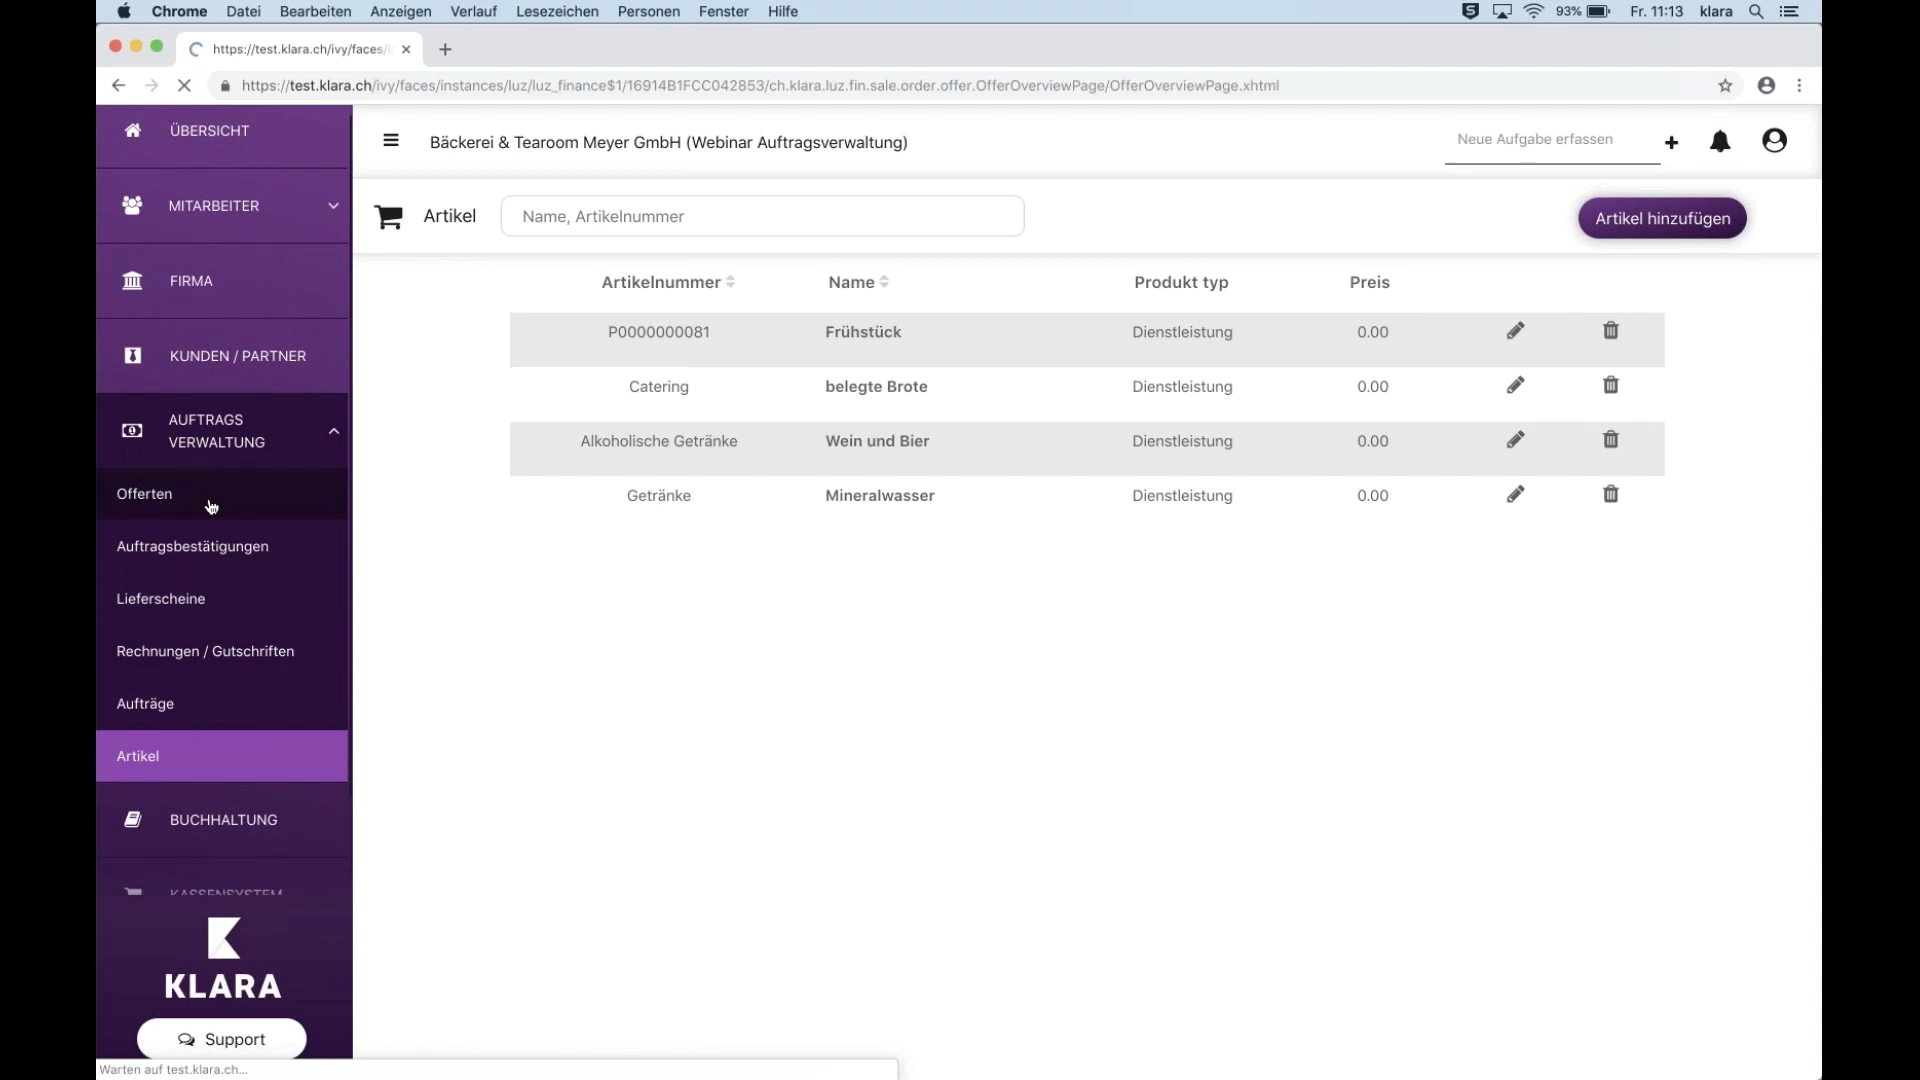 Chrome Datei Bearbeiten Anzeigen Verlauf Lesezeichen Personen Fenster Hilfe 93% Fr. 11:13 klara
https://test.klara.ch/ivy/faces/i
https://test.klara.ch/ivy/faces/instances/luz/luz_finance$1/16914B1FCC042853/ch.klara.luz.fin.sale.order.offer.OfferOverviewPage/OfferOverviewPage.xhtml
ÜBERSICHT
MITARBEITER
FIRMA
KUNDEN / PARTNER
AUFTRAGS
VERWALTUNG
Offerten
Auftragsbestätigungen
Lieferscheine
Rechnungen / Gutschriften
Aufträge
Artikel
BUCHHALTUNG
KASSENSYSTEM
KLARA
Support
Bäckerei & Tearoom Meyer GmbH (Webinar Auftragsverwaltung)
Neue Aufgabe erfassen
Artikel
Name, Artikelnummer
Artikel hinzufügen
Artikelnummer Name Produkt typ Preis
P0000000081 Frühstück Dienstleistung 0.00
Catering belegte Brote Dienstleistung 0.00
Alkoholische Getränke Wein und Bier Dienstleistung 0.00
Getränke Mineralwasser Dienstleistung 0.00
Warten auf test.klara.ch...